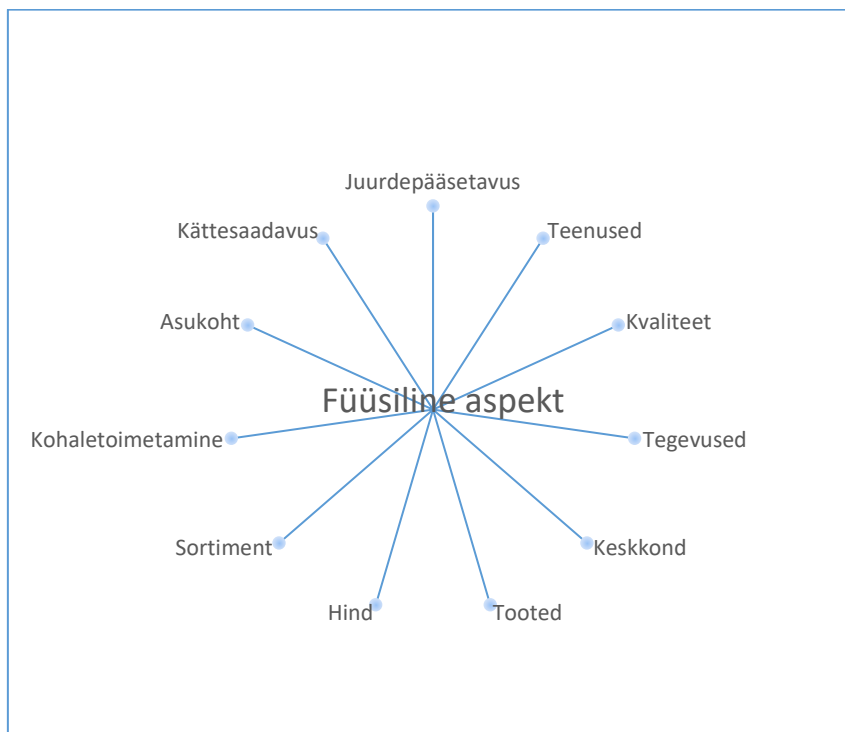 Juurdepääsetavus
Kättesaadavus
Teenused
Asukoht
Kvaliteet
Füüsiline aspekt
Kohaletoimetamine
Tegevused
Sortiment
Keskkond
Hind
Tooted